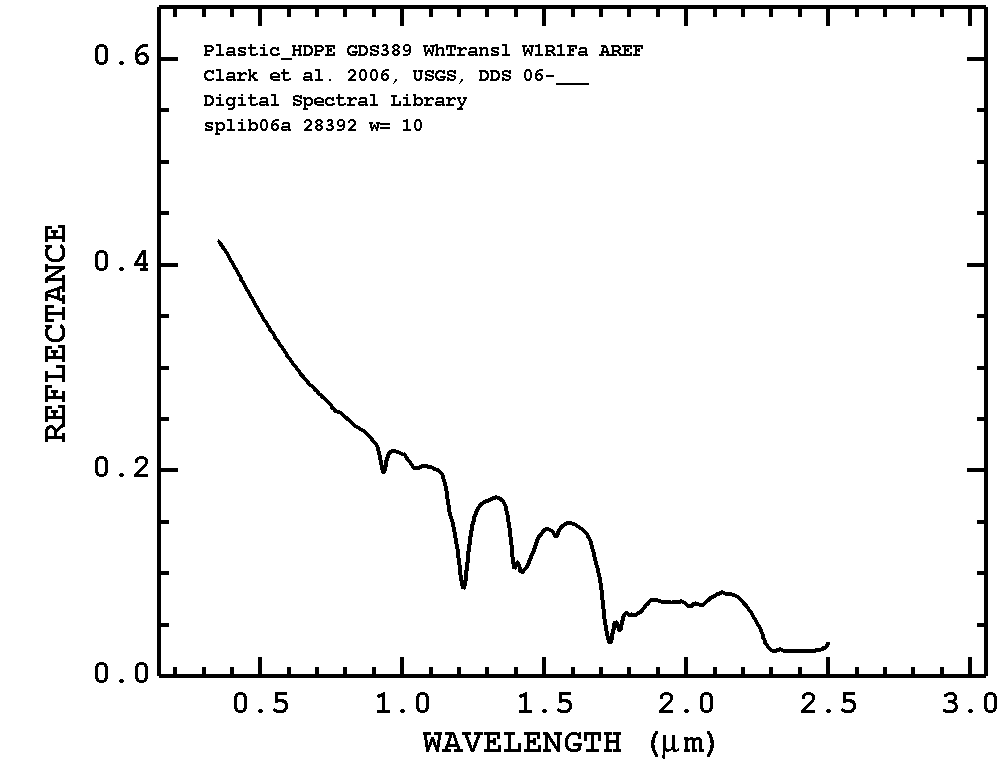 Plastic_HDPE GDS389 WhTransl W1R1Fa AREF
Clark et al. 2006, USGS, DDS 06-___
Digital Spectral Library
splib06a 28392 w= 10
REFLECTANCE
0.6
0.4
0.2
0.0
0.5 1.0 1.5 2.0 2.5 3.0
WAVELENGTH (μm)